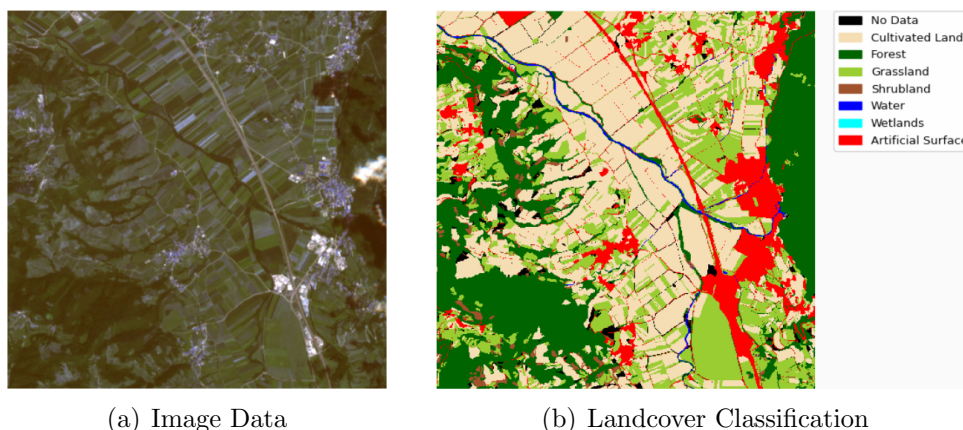 No Data
Cultivated Land
Forest
Grassland
Shrubland
Water
Wetlands
Artificial Surface
(a) Image Data
(b) Landcover Classification